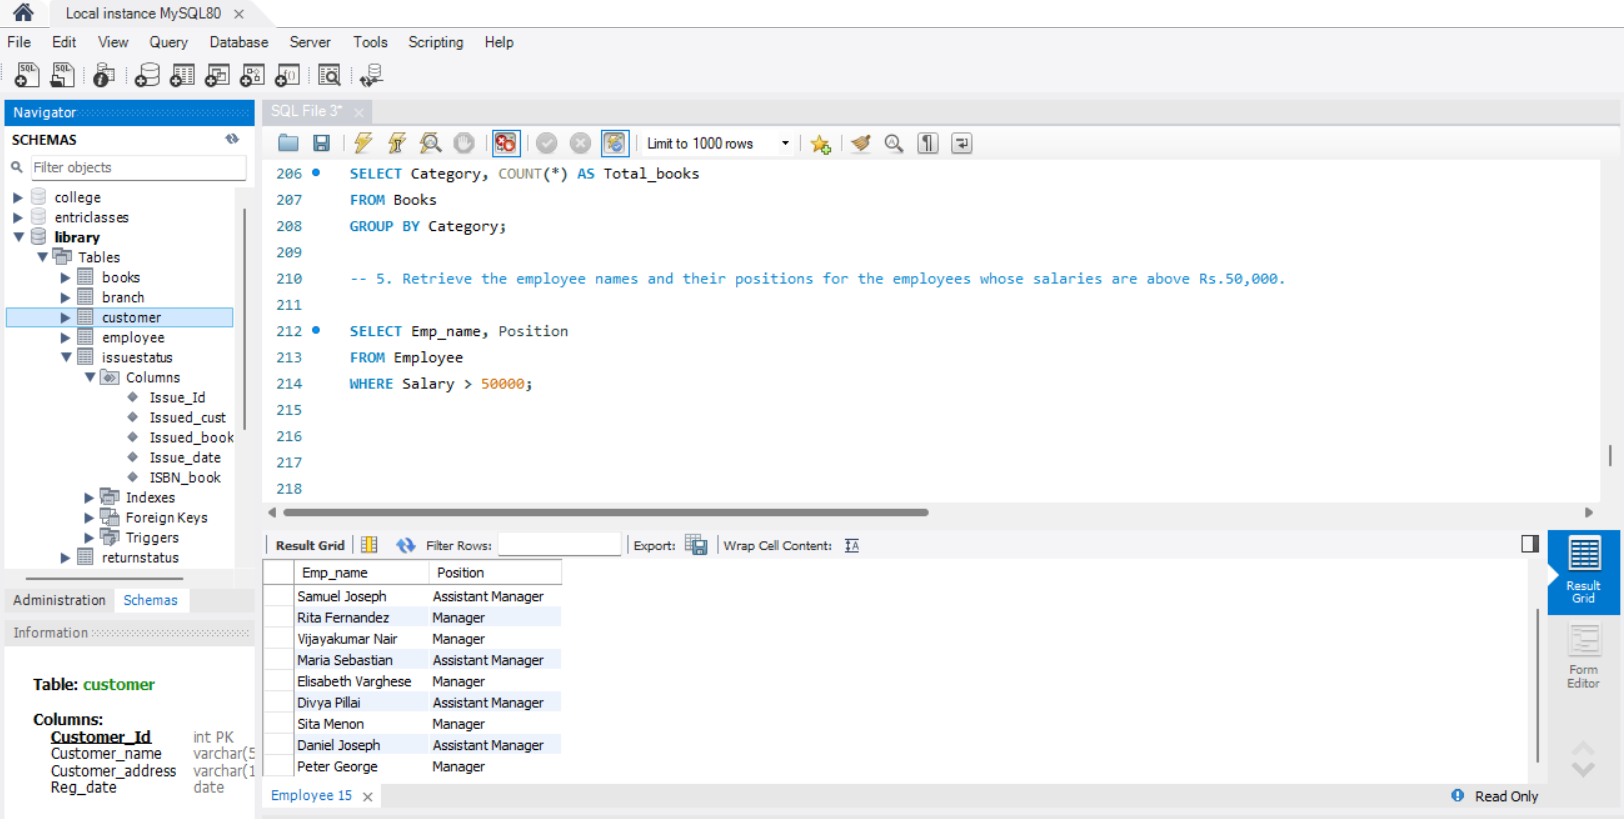 Local instance MySQL80
File Edit View Query Database Server Tools Scripting Help
Navigator
SCHEMAS
Filter objects
college
entriclasses
library
Tables
books
branch
customer
employee
issuestatus
Columns
Issue_Id
Issued_cust
Issued_book
Issue_date
ISBN_book
Indexes
Foreign Keys
Triggers
returnstatus
Administration Schemas
Information
Table: customer
Columns:
Customer_Id int PK
Customer_name varchar(5
Customer_address varchar(1
Reg_date date
SQL File 3*
Limit to 1000 rows
206 SELECT Category, COUNT(*) AS Total_books
207 FROM Books
208 GROUP BY Category;
209
210 -- 5. Retrieve the employee names and their positions for the employees whose salaries are above Rs.50,000.
211
212 SELECT Emp_name, Position
213 FROM Employee
214 WHERE Salary > 50000;
215
216
217
218
Result Grid Filter Rows: Export: Wrap Cell Content:
Emp_name Position
Samuel Joseph Assistant Manager
Rita Fernandez Manager
Vijayakumar Nair Manager
Maria Sebastian Assistant Manager
Elisabeth Varghese Manager
Divya Pillai Assistant Manager
Sita Menon Manager
Daniel Joseph Assistant Manager
Peter George Manager
Result
Grid
Form
Editor
Employee 15
Read Only